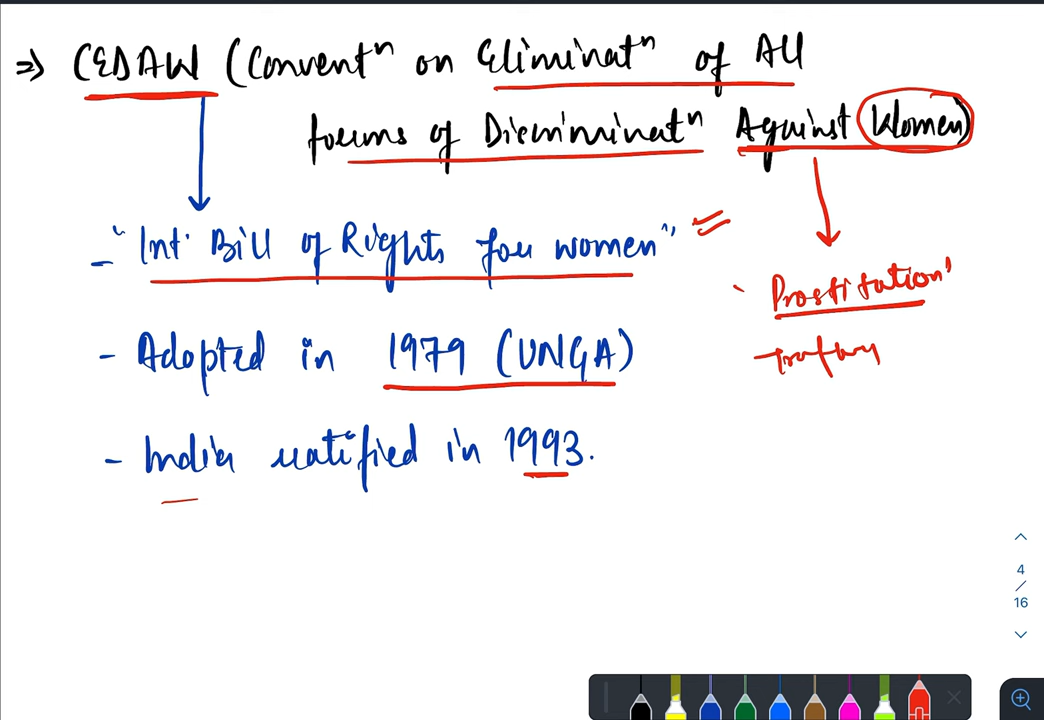 ⇒ CEDAW (Conventⁿ on Eliminatⁿ of All
forms of Discriminatⁿ Against Women)
- "Int. Bill of Rights for women"
'Prostitution'
- Adopted in 1979 (UNGA)
- India ratified in 1993.
4
/
16